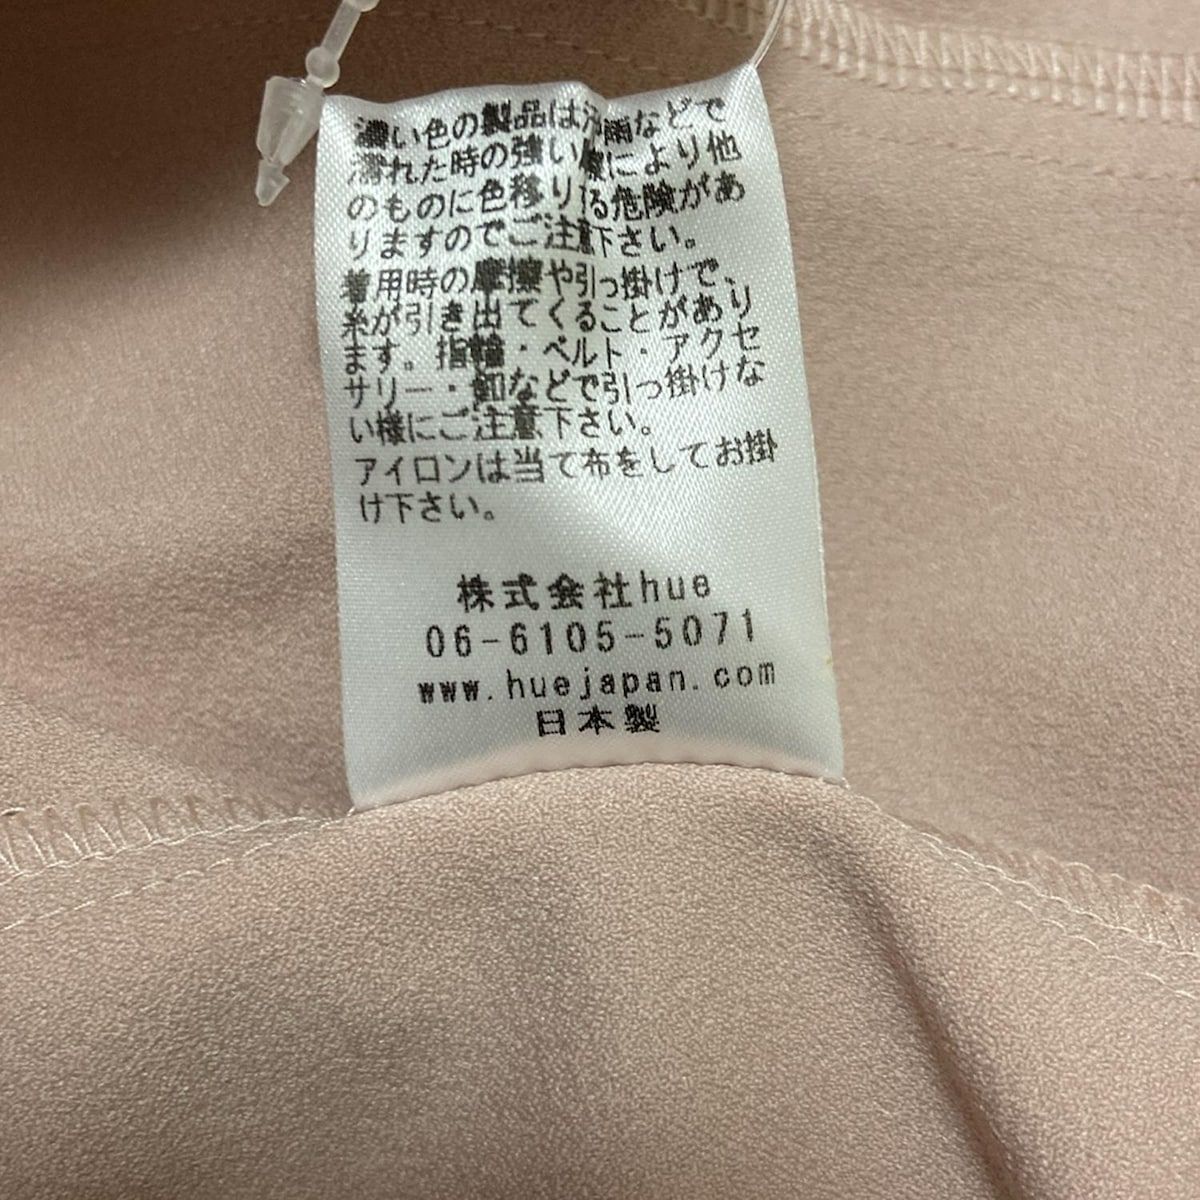 濃い色の製品は汗雨などで
濡れた時の強い擦により他
のものに色移りする危険があ
りますのでご注意下さい。
着用時の摩擦や引っ掛けで、
糸が引き出てくることがあり
ます。指輪・ベルト・アクセ
サリー・釦などで引っ掛けな
い様にご注意下さい。
アイロンは当て布をしてお掛
け下さい。
株式会社hue
06-6105-5071
www.huejapan.com
日本製